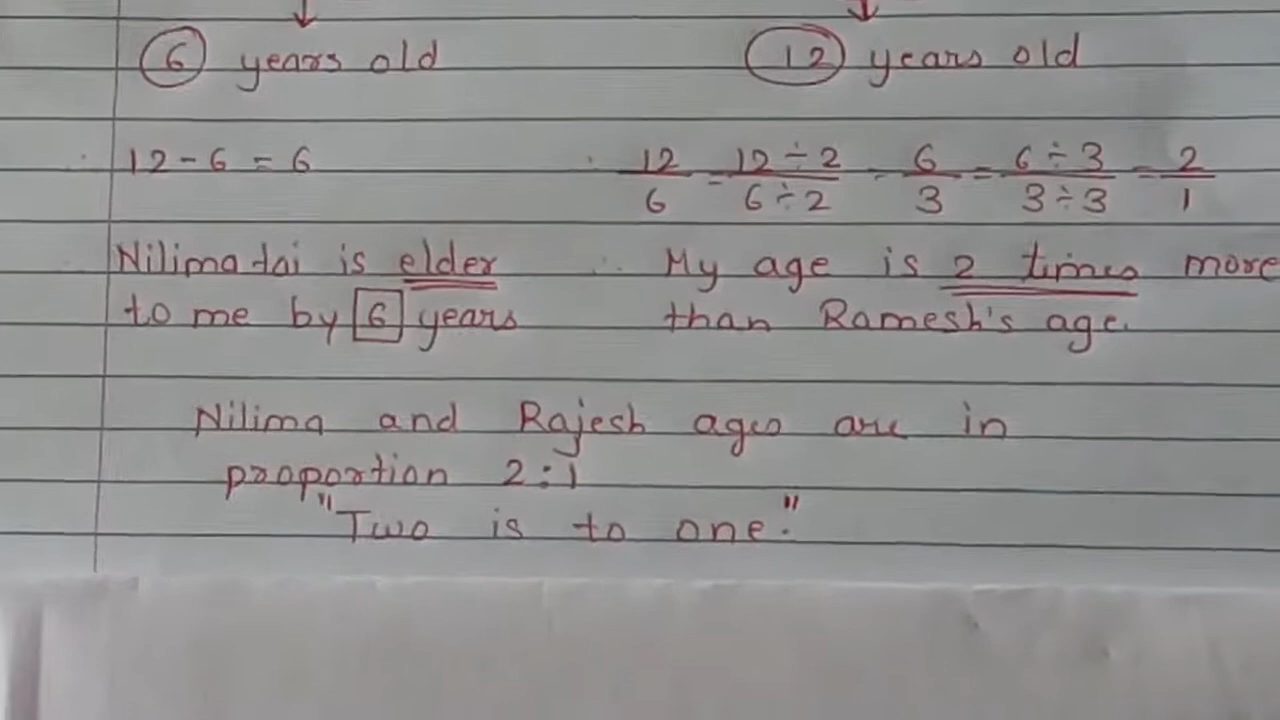 6 years old
12 years old
12 - 6 = 6
12/6 = 12 ÷ 2/6 ÷ 2 = 6/3 = 6 ÷ 3/3 ÷ 3 = 2/1
Nilima tai is elder
to me by 6 years
∴ My age is 2 times more
than Ramesh's age.
Nilima and Rajesh ages are in
proportion 2 : 1
"Two is to one."